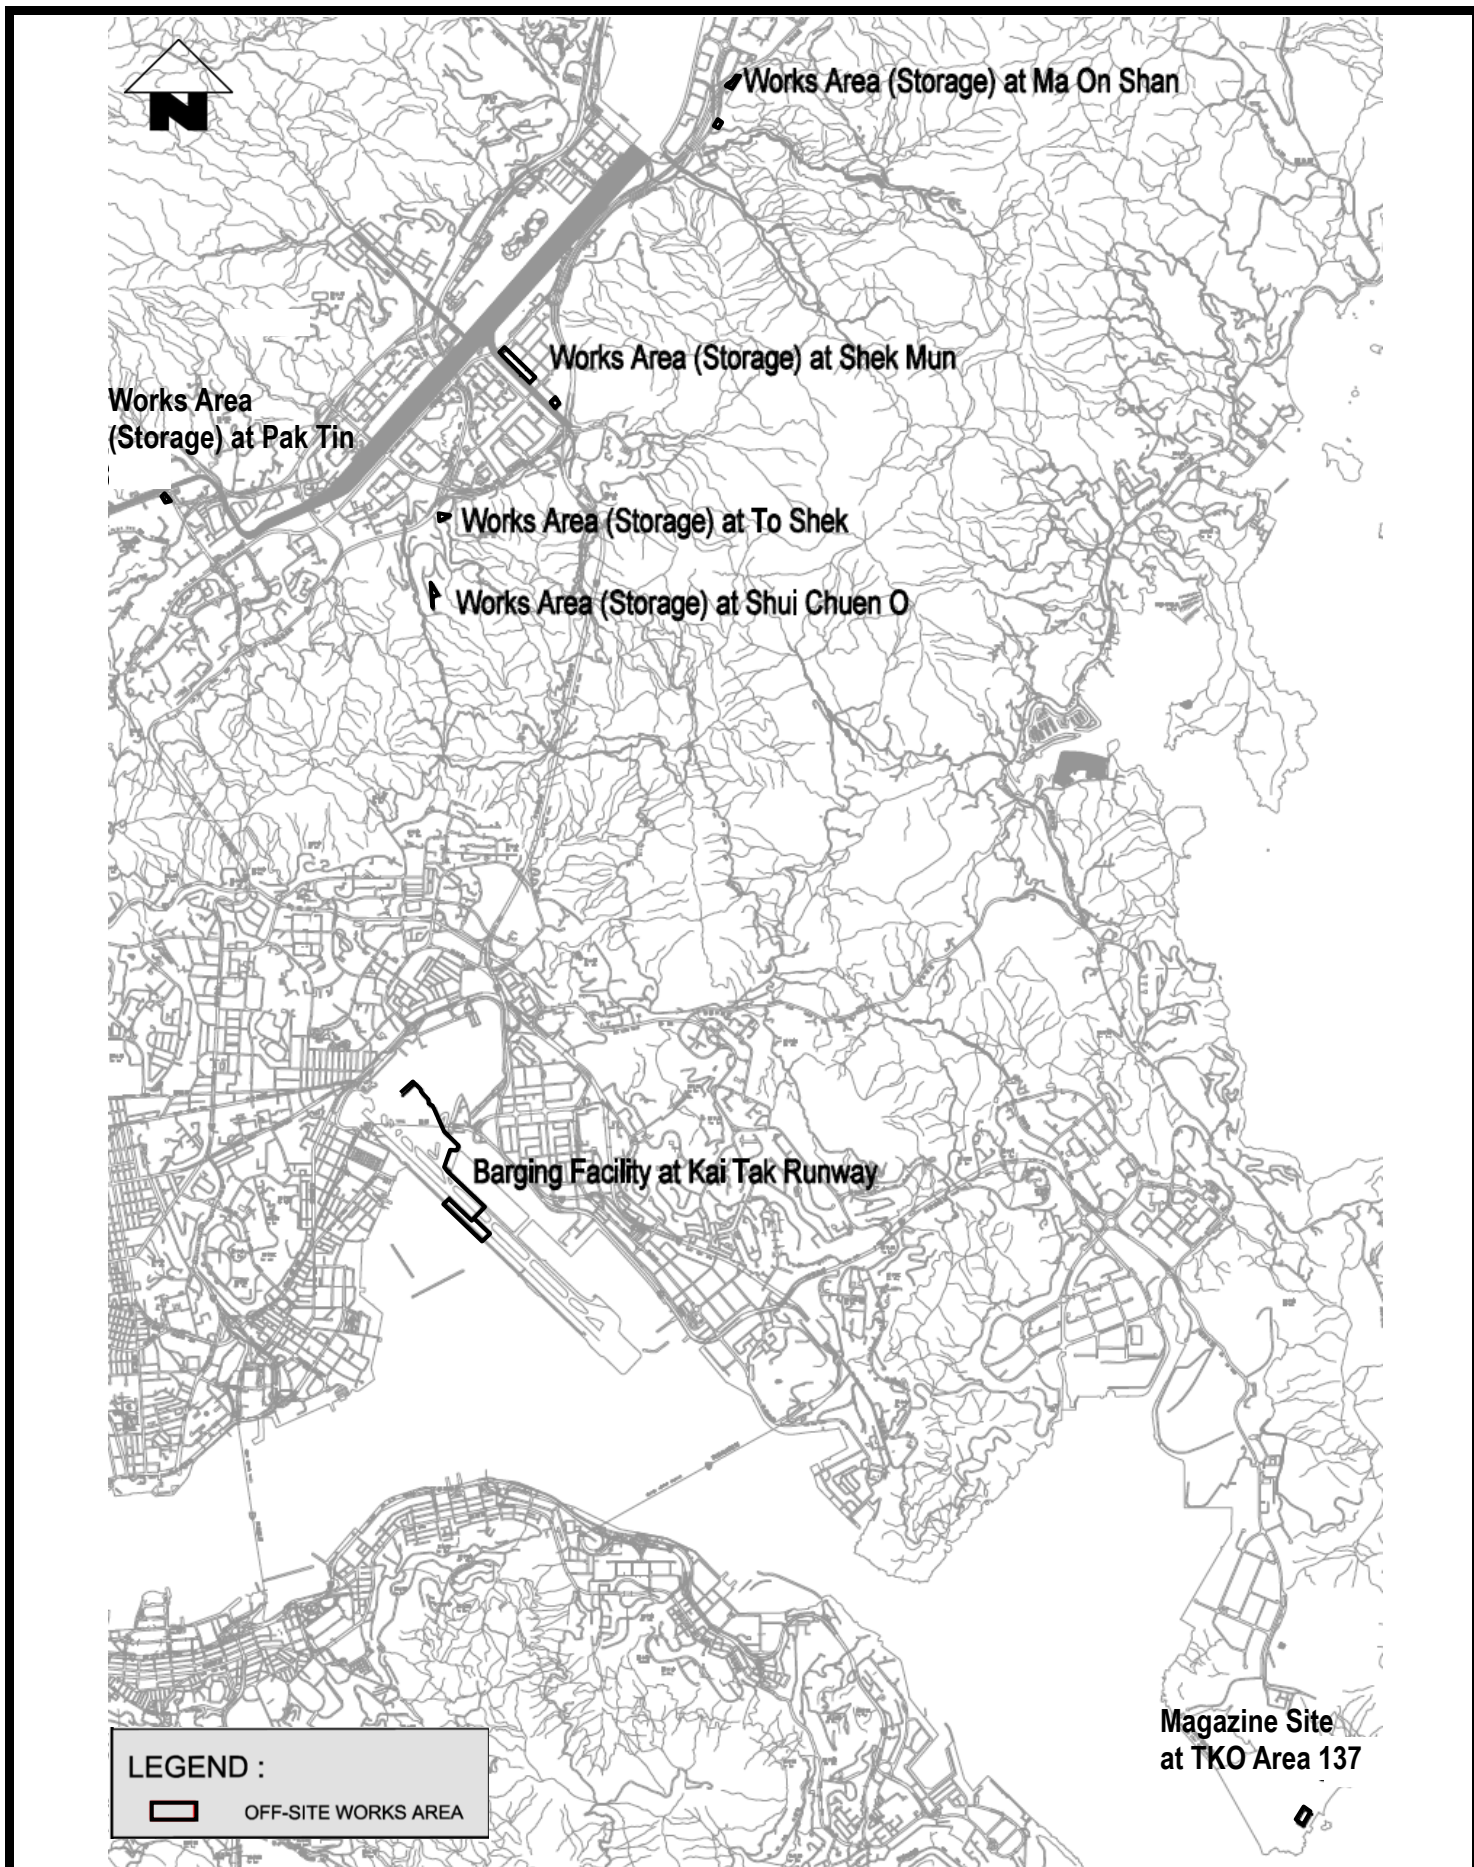 N
Works Area (Storage) at Ma On Shan
Works Area (Storage) at Shek Mun
Works Area
(Storage) at Pak Tin
Works Area (Storage) at To Shek
Works Area (Storage) at Shui Chuen O
Barging Facility at Kai Tak Runway
Magazine Site
at TKO Area 137
LEGEND :
OFF-SITE WORKS AREA